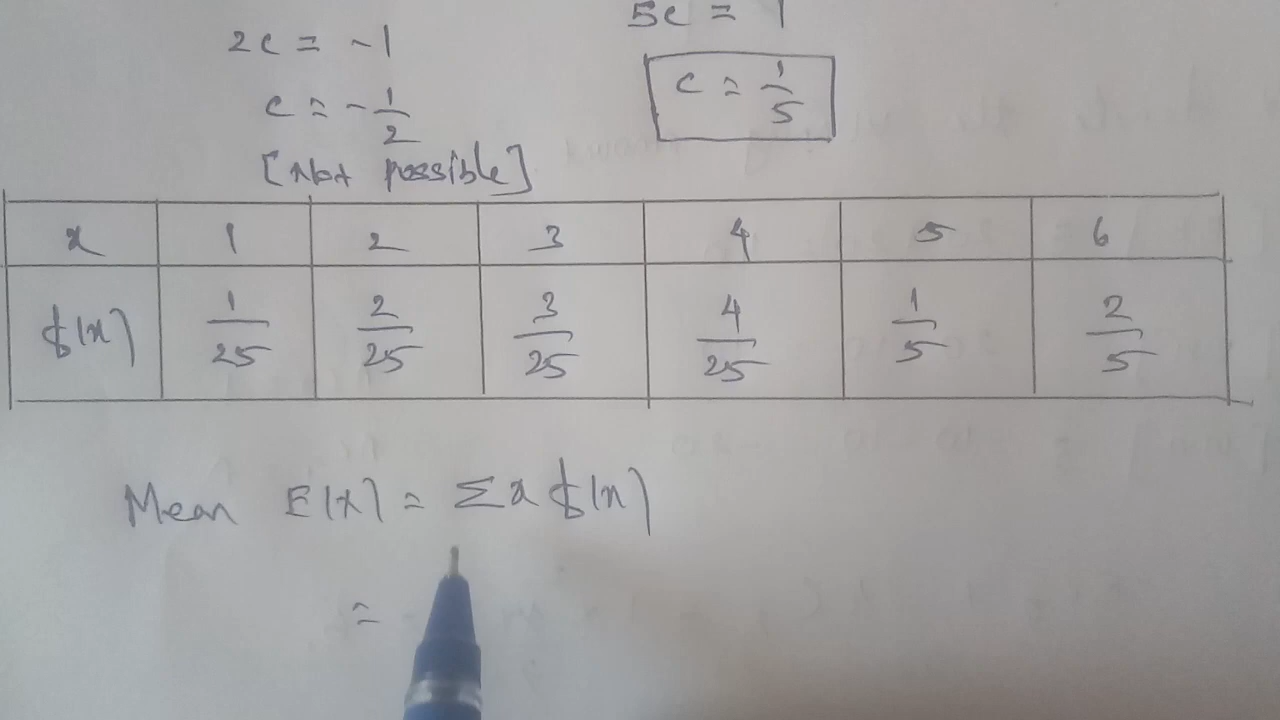 2c = -1
5c = 1
c = -1/2
c = 1/5
[Not possible]
x 1 2 3 4 5 6
f(x) 1/25 2/25 3/25 4/25 1/5 2/5
Mean E(x) = Σx f(x)
=